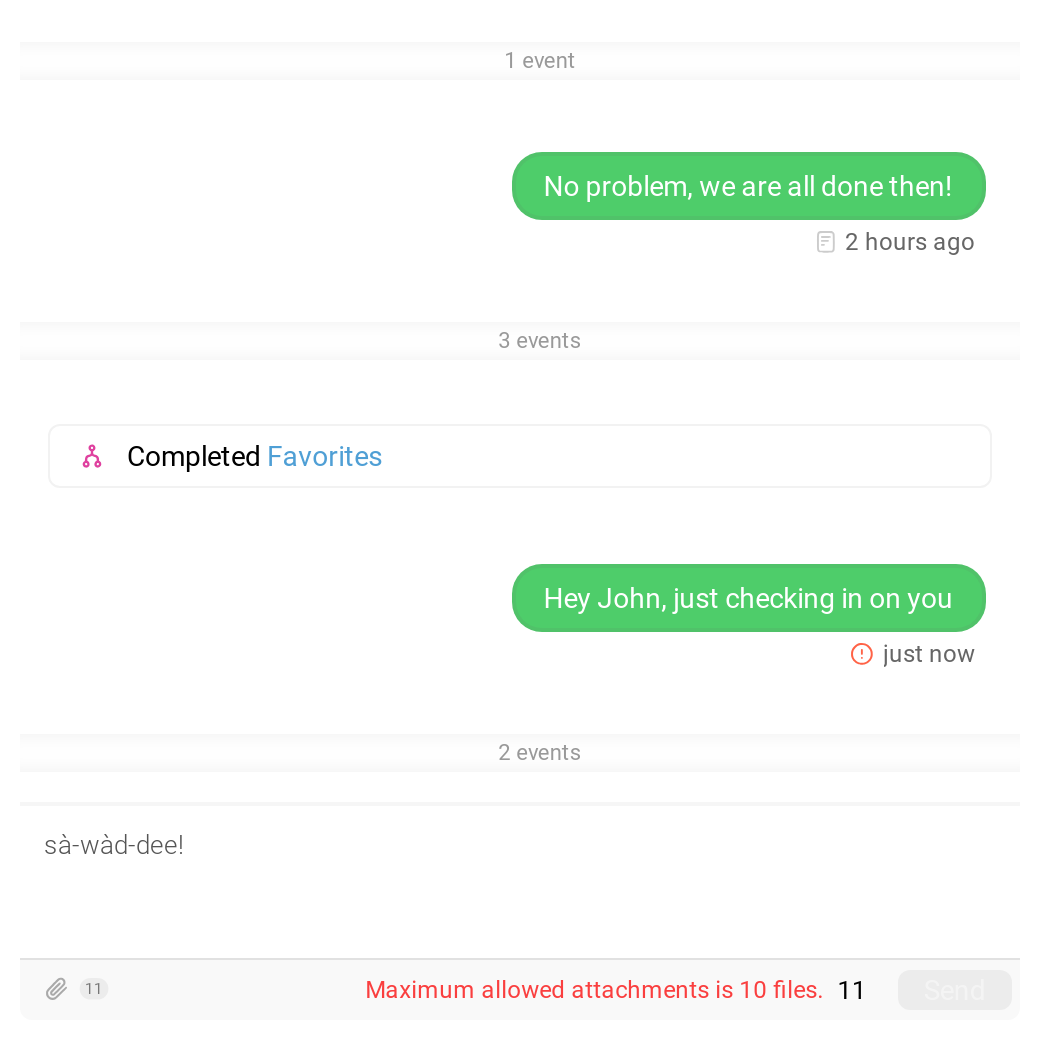 1 event
No problem, we are all done then!
2 hours ago
3 events
Completed Favorites
Hey John, just checking in on you
just now
2 events
sà-wàd-dee!
11 Maximum allowed attachments is 10 files. 11 Send